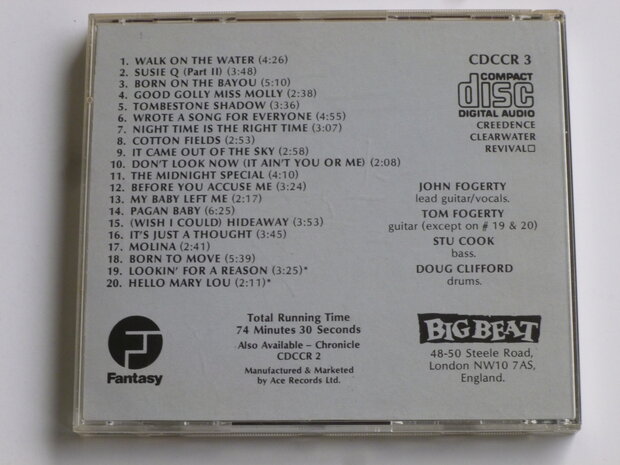 1. WALK ON THE WATER (4:26)
2. SUSIE Q (Part II) (3:48)
3. BORN ON THE BAYOU (5:10)
4. GOOD GOLLY MISS MOLLY (2:38)
5. TOMBESTONE SHADOW (3:36)
6. WROTE A SONG FOR EVERYONE (4:55)
7. NIGHT TIME IS THE RIGHT TIME (3:07)
8. COTTON FIELDS (2:53)
9. IT CAME OUT OF THE SKY (2:58)
10. DON'T LOOK NOW (IT AIN'T YOU OR ME) (2:08)
11. THE MIDNIGHT SPECIAL (4:10)
12. BEFORE YOU ACCUSE ME (3:24)
13. MY BABY LEFT ME (2:17)
14. PAGAN BABY (6:25)
15. (WISH I COULD) HIDEAWAY (3:53)
16. IT'S JUST A THOUGHT (3:45)
17. MOLINA (2:41)
18. BORN TO MOVE (5:39)
19. LOOKIN' FOR A REASON (3:25)*
20. HELLO MARY LOU (2:11)*
CDCCR 3
COMPACT
disc
DIGITAL AUDIO
CREEDENCE
CLEARWATER
REVIVAL□
JOHN FOGERTY
lead guitar/vocals.
TOM FOGERTY
guitar (except on # 19 & 20)
STU COOK
bass.
DOUG CLIFFORD
drums.
Fantasy
Total Running Time
74 Minutes 30 Seconds
Also Available – Chronicle
CDCCR 2
Manufactured & Marketed
by Ace Records Ltd.
BIG BEAT
48-50 Steele Road,
London NW10 7AS,
England.